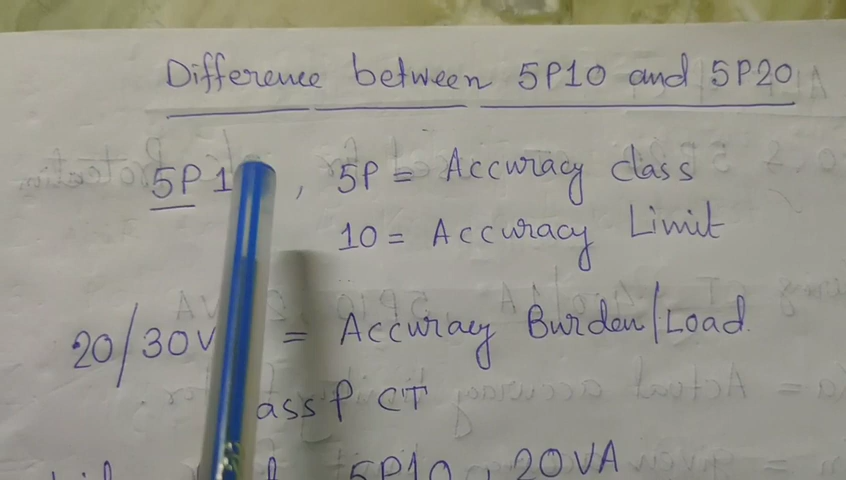 Difference between 5P10 and 5P20
5P1 , 5P = Accuracy class
10 = Accuracy Limit
20/30V = Accuracy Burden/Load
ass P CT
5P10, 20VA